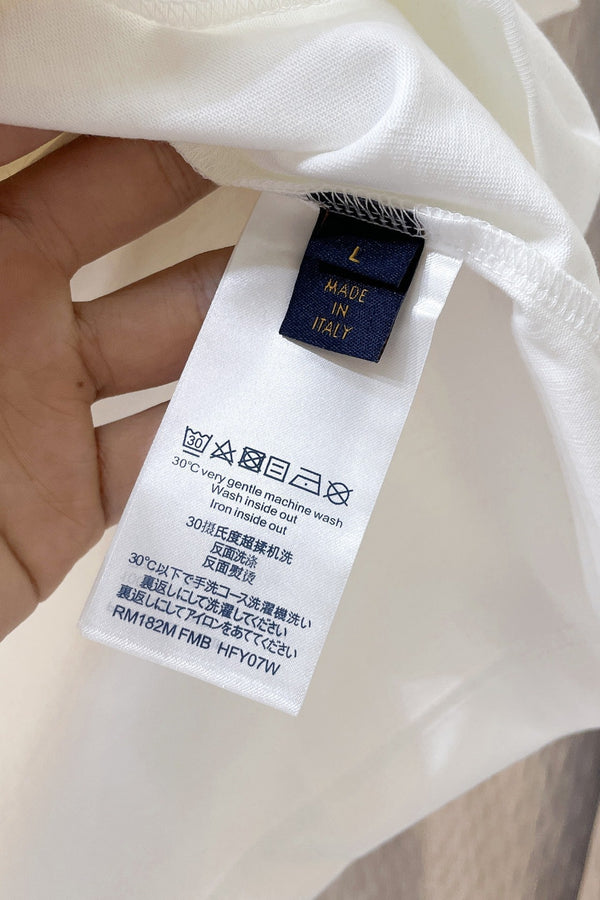 L
MADE
IN
ITALY
30
30°C very gentle machine wash
Wash inside out
Iron inside out
30摄氏度超揉机洗
反面洗涤
反面熨烫
30℃以下で手洗コース洗濯機洗い
裏返しにして洗濯してください
裏返しにしてアイロンをあててください
RM182M FMB HFY07W